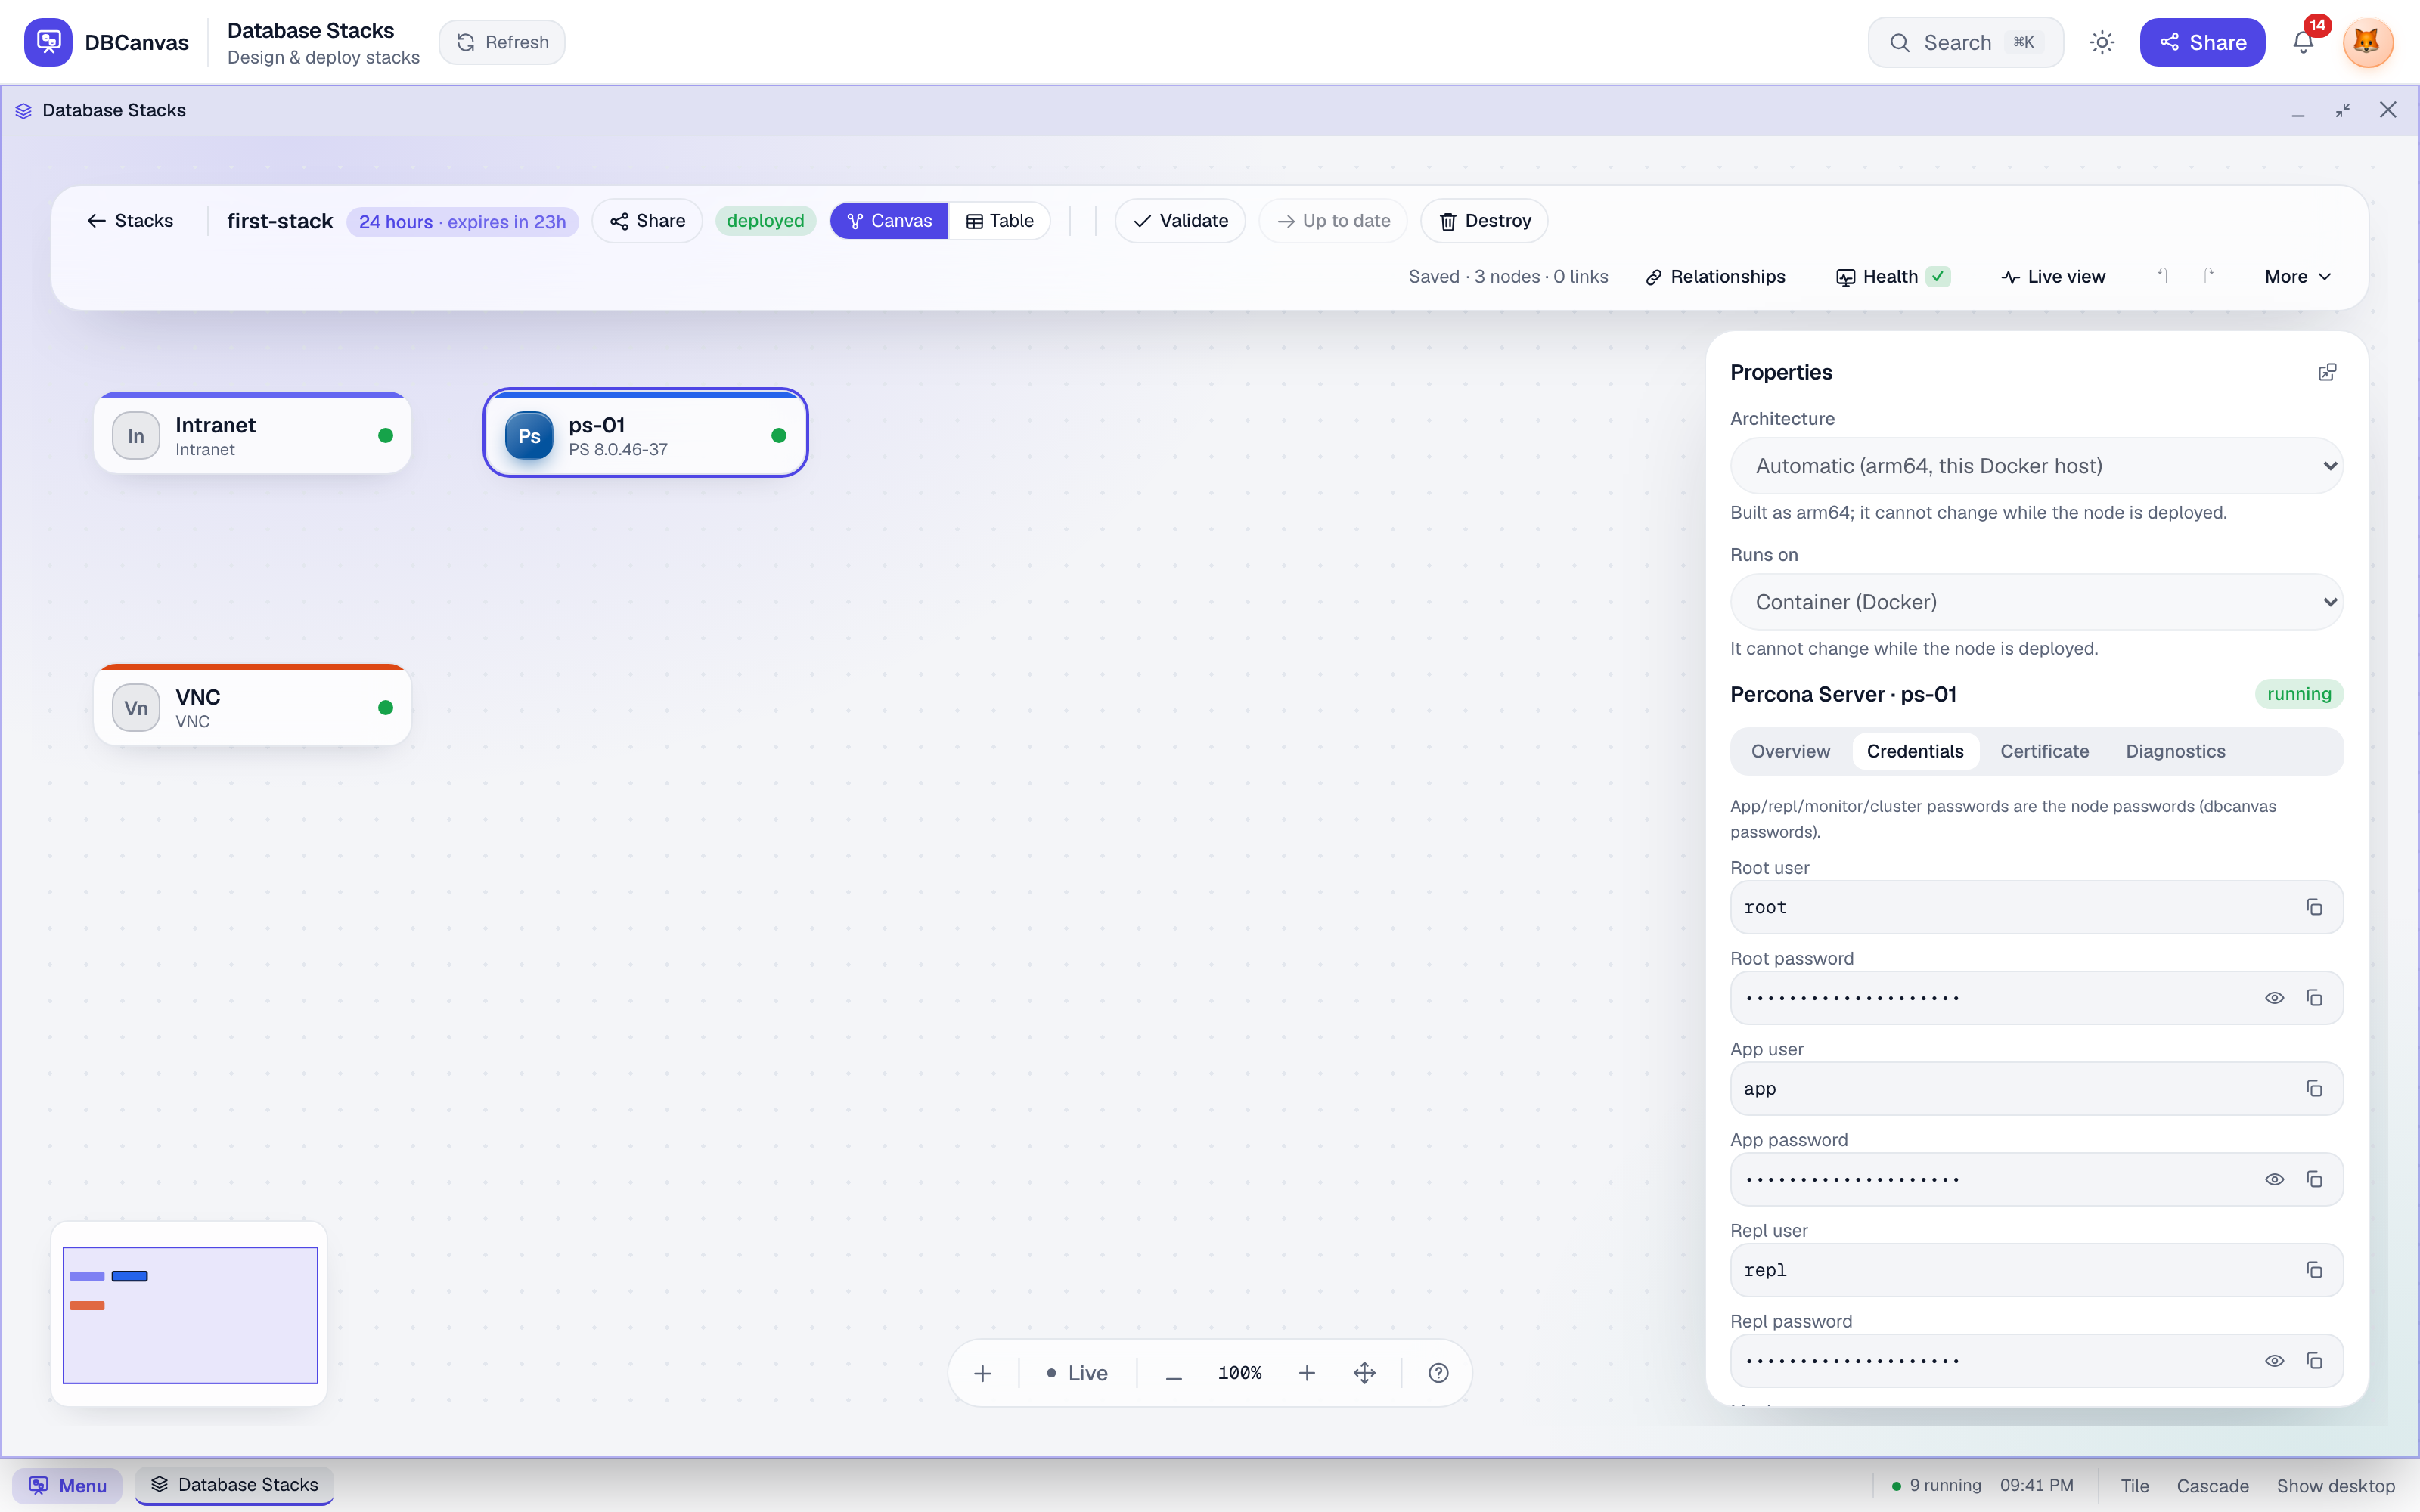 DBCanvas
Database Stacks
Design & deploy stacks
Refresh
Search ⌘K
Share
14
Database Stacks
Stacks
first-stack
24 hours · expires in 23h
Share
deployed
Canvas
Table
Validate
Up to date
Destroy
Saved · 3 nodes · 0 links
Relationships
Health
Live view
More
In
Intranet
Intranet
Ps
ps-01
PS 8.0.46-37
Vn
VNC
VNC
Properties
Architecture
Automatic (arm64, this Docker host)
Built as arm64; it cannot change while the node is deployed.
Runs on
Container (Docker)
It cannot change while the node is deployed.
Percona Server · ps-01
running
Overview
Credentials
Certificate
Diagnostics
App/repl/monitor/cluster passwords are the node passwords (dbcanvas
passwords).
Root user
root
Root password
••••••••••••••••••••
App user
app
App password
••••••••••••••••••••
Repl user
repl
Repl password
••••••••••••••••••••
Live
100%
Menu
Database Stacks
9 running
09:41 PM
Tile
Cascade
Show desktop